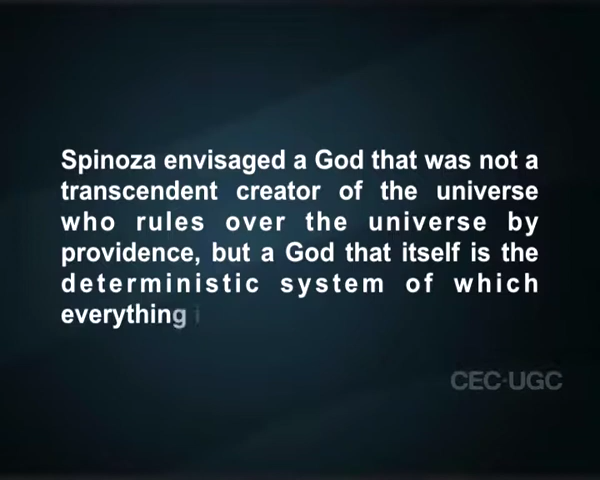 Spinoza envisaged a God that was not a
transcendent creator of the universe
who rules over the universe by
providence, but a God that itself is the
deterministic system of which
everything
CEC-UGC